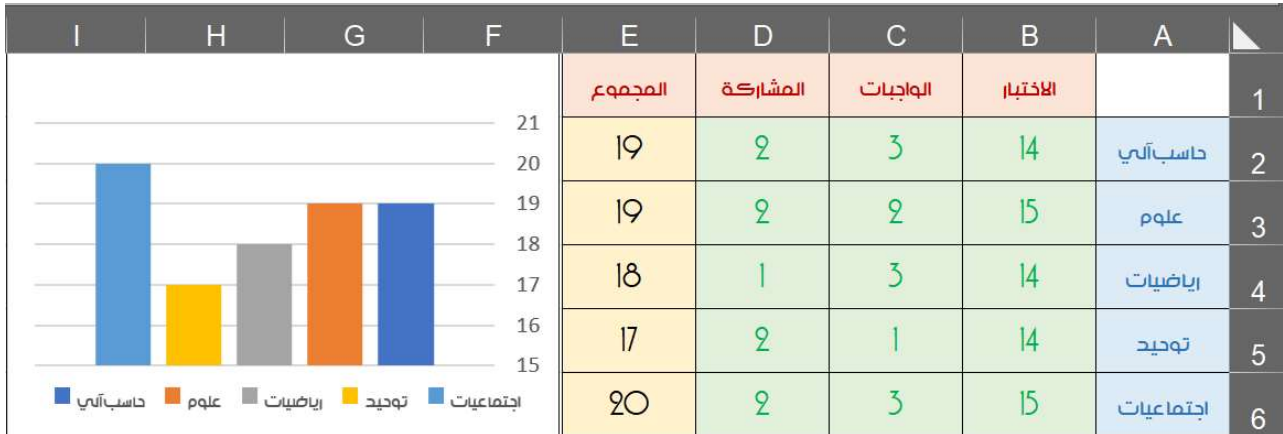 A B C D E F G H I
1 الاختبار الواجبات المشاركة المجموع
2 حاسب آلي 14 3 2 19
3 علوم 15 2 2 19
4 رياضيات 14 3 1 18
5 توحيد 14 1 2 17
6 اجتماعيات 15 3 2 20
21
20
19
18
17
16
15
اجتماعيات توحيد رياضيات علوم حاسب آلي